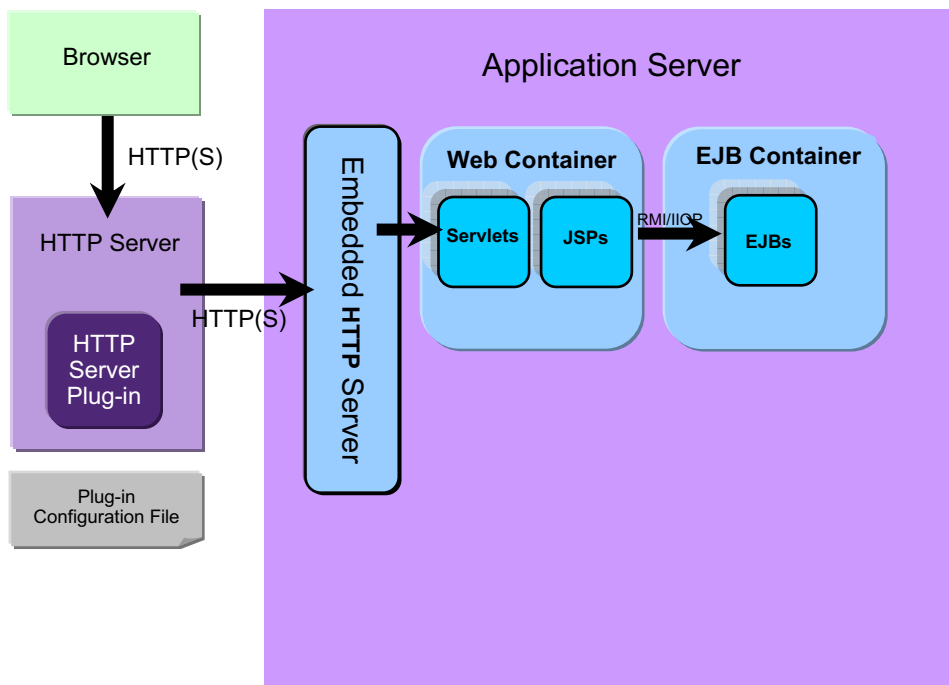 Browser
Application Server
HTTP(S)
HTTP Server
HTTP
Server
Plug-in
Plug-in
Configuration File
HTTP(S)
Embedded HTTP Server
Web Container
Servlets
JSPs
RMI/IIOP
EJB Container
EJBs